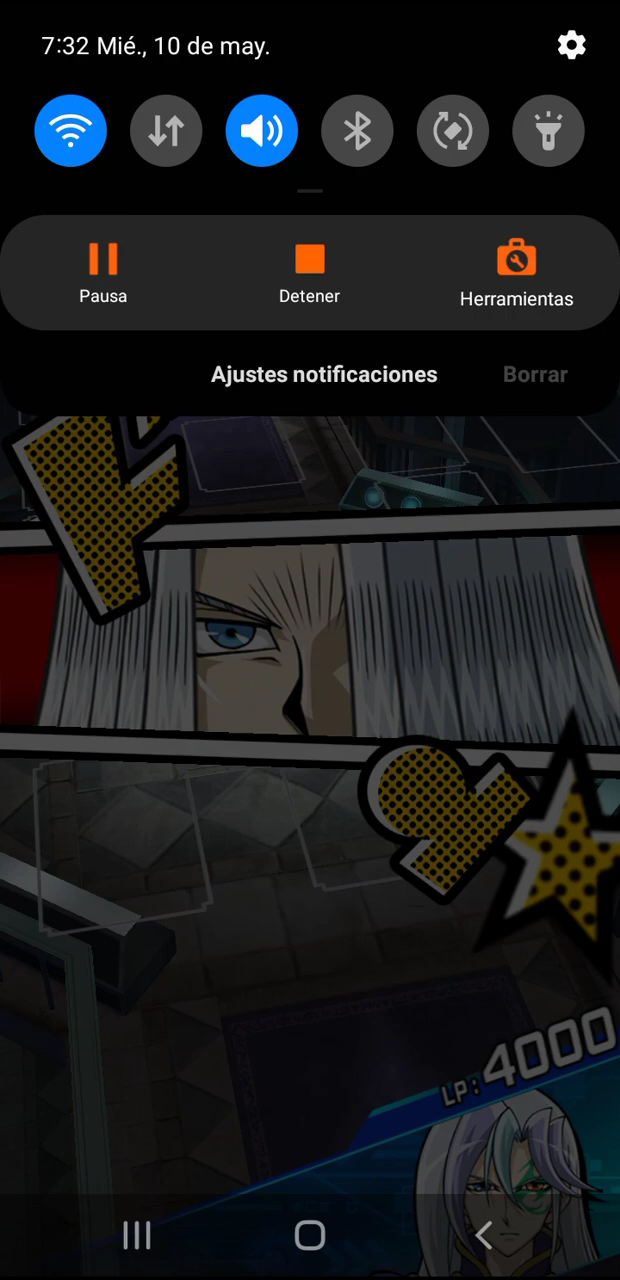 7:32 Mié., 10 de may.
Pausa
Detener
Herramientas
Ajustes notificaciones
Borrar
LP:4000